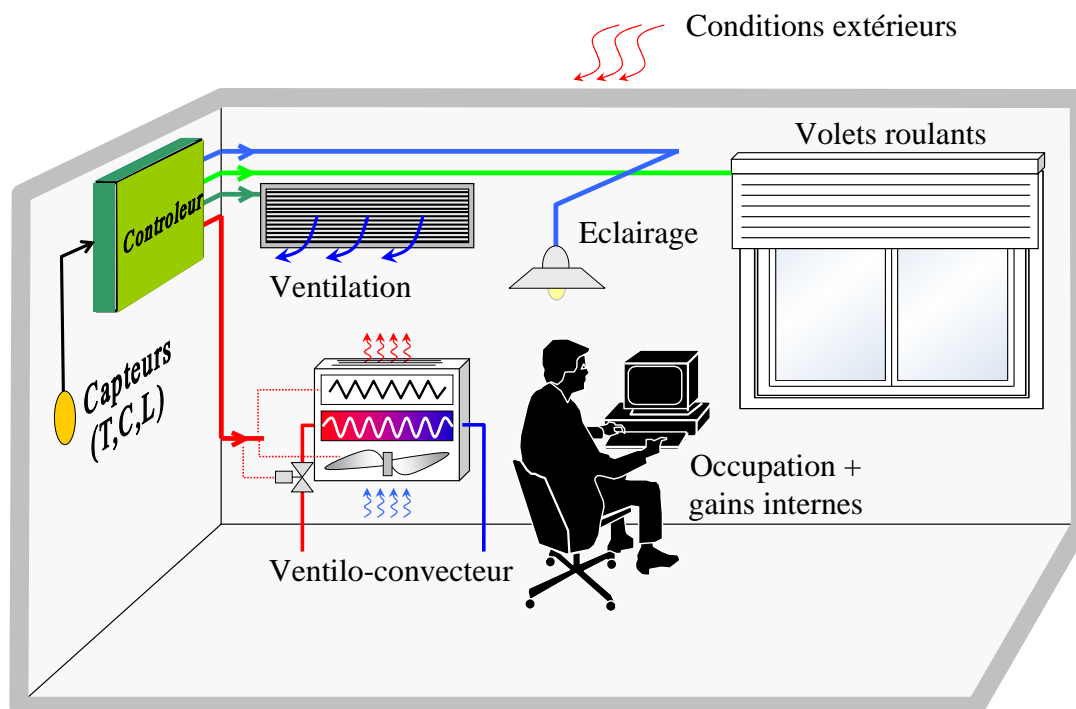 Conditions extérieurs
Volets roulants
Controleur
Eclairage
Ventilation
Capteurs
(T,C,L)
Occupation +
gains internes
Ventilo-convecteur